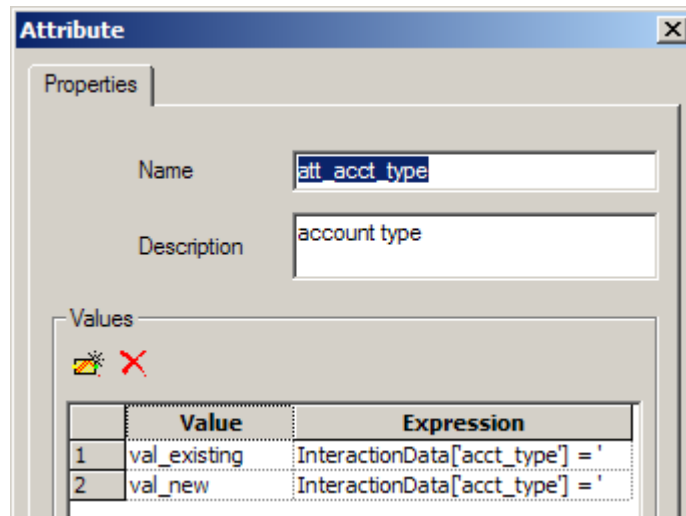 Attribute
Properties
Name att_acct_type
Description account type
Values
Value Expression
1 val_existing InteractionData['acct_type'] = '
2 val_new InteractionData['acct_type'] = '